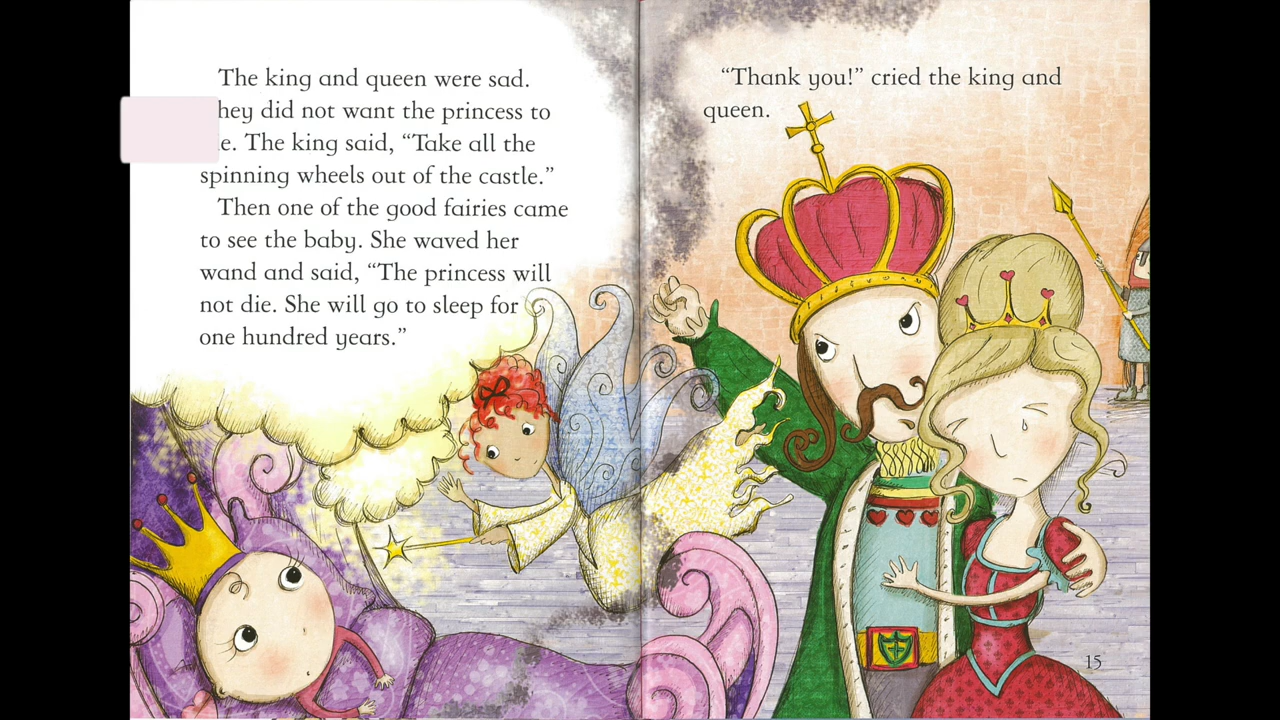 The king and queen were sad.
hey did not want the princess to
e. The king said, “Take all the
spinning wheels out of the castle.”
Then one of the good fairies came
to see the baby. She waved her
wand and said, “The princess will
not die. She will go to sleep for
one hundred years.”
“Thank you!” cried the king and
queen.
15